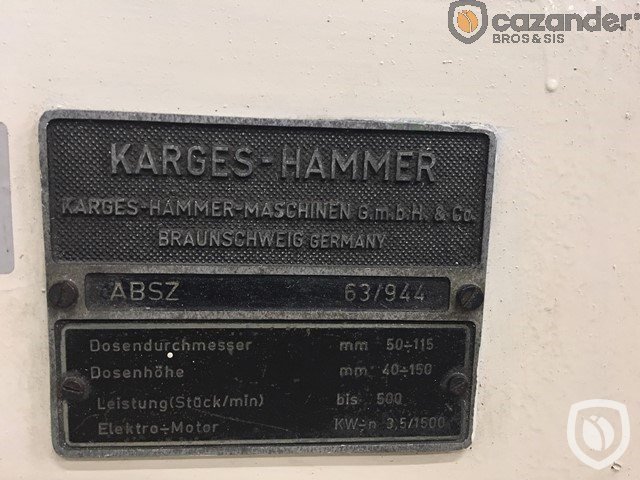 cazander
BROS&SIS
KARGES-HAMMER
KARGES-HAMMER-MASCHINEN G.m.b.H. & Co.
BRAUNSCHWEIG GERMANY
ABSZ 63/944
Dosendurchmesser mm 50÷115
Dosenhöhe mm 40÷150
Leistung(Stück/min) bis 500
Elektro-Motor KW-n 3,5/1500